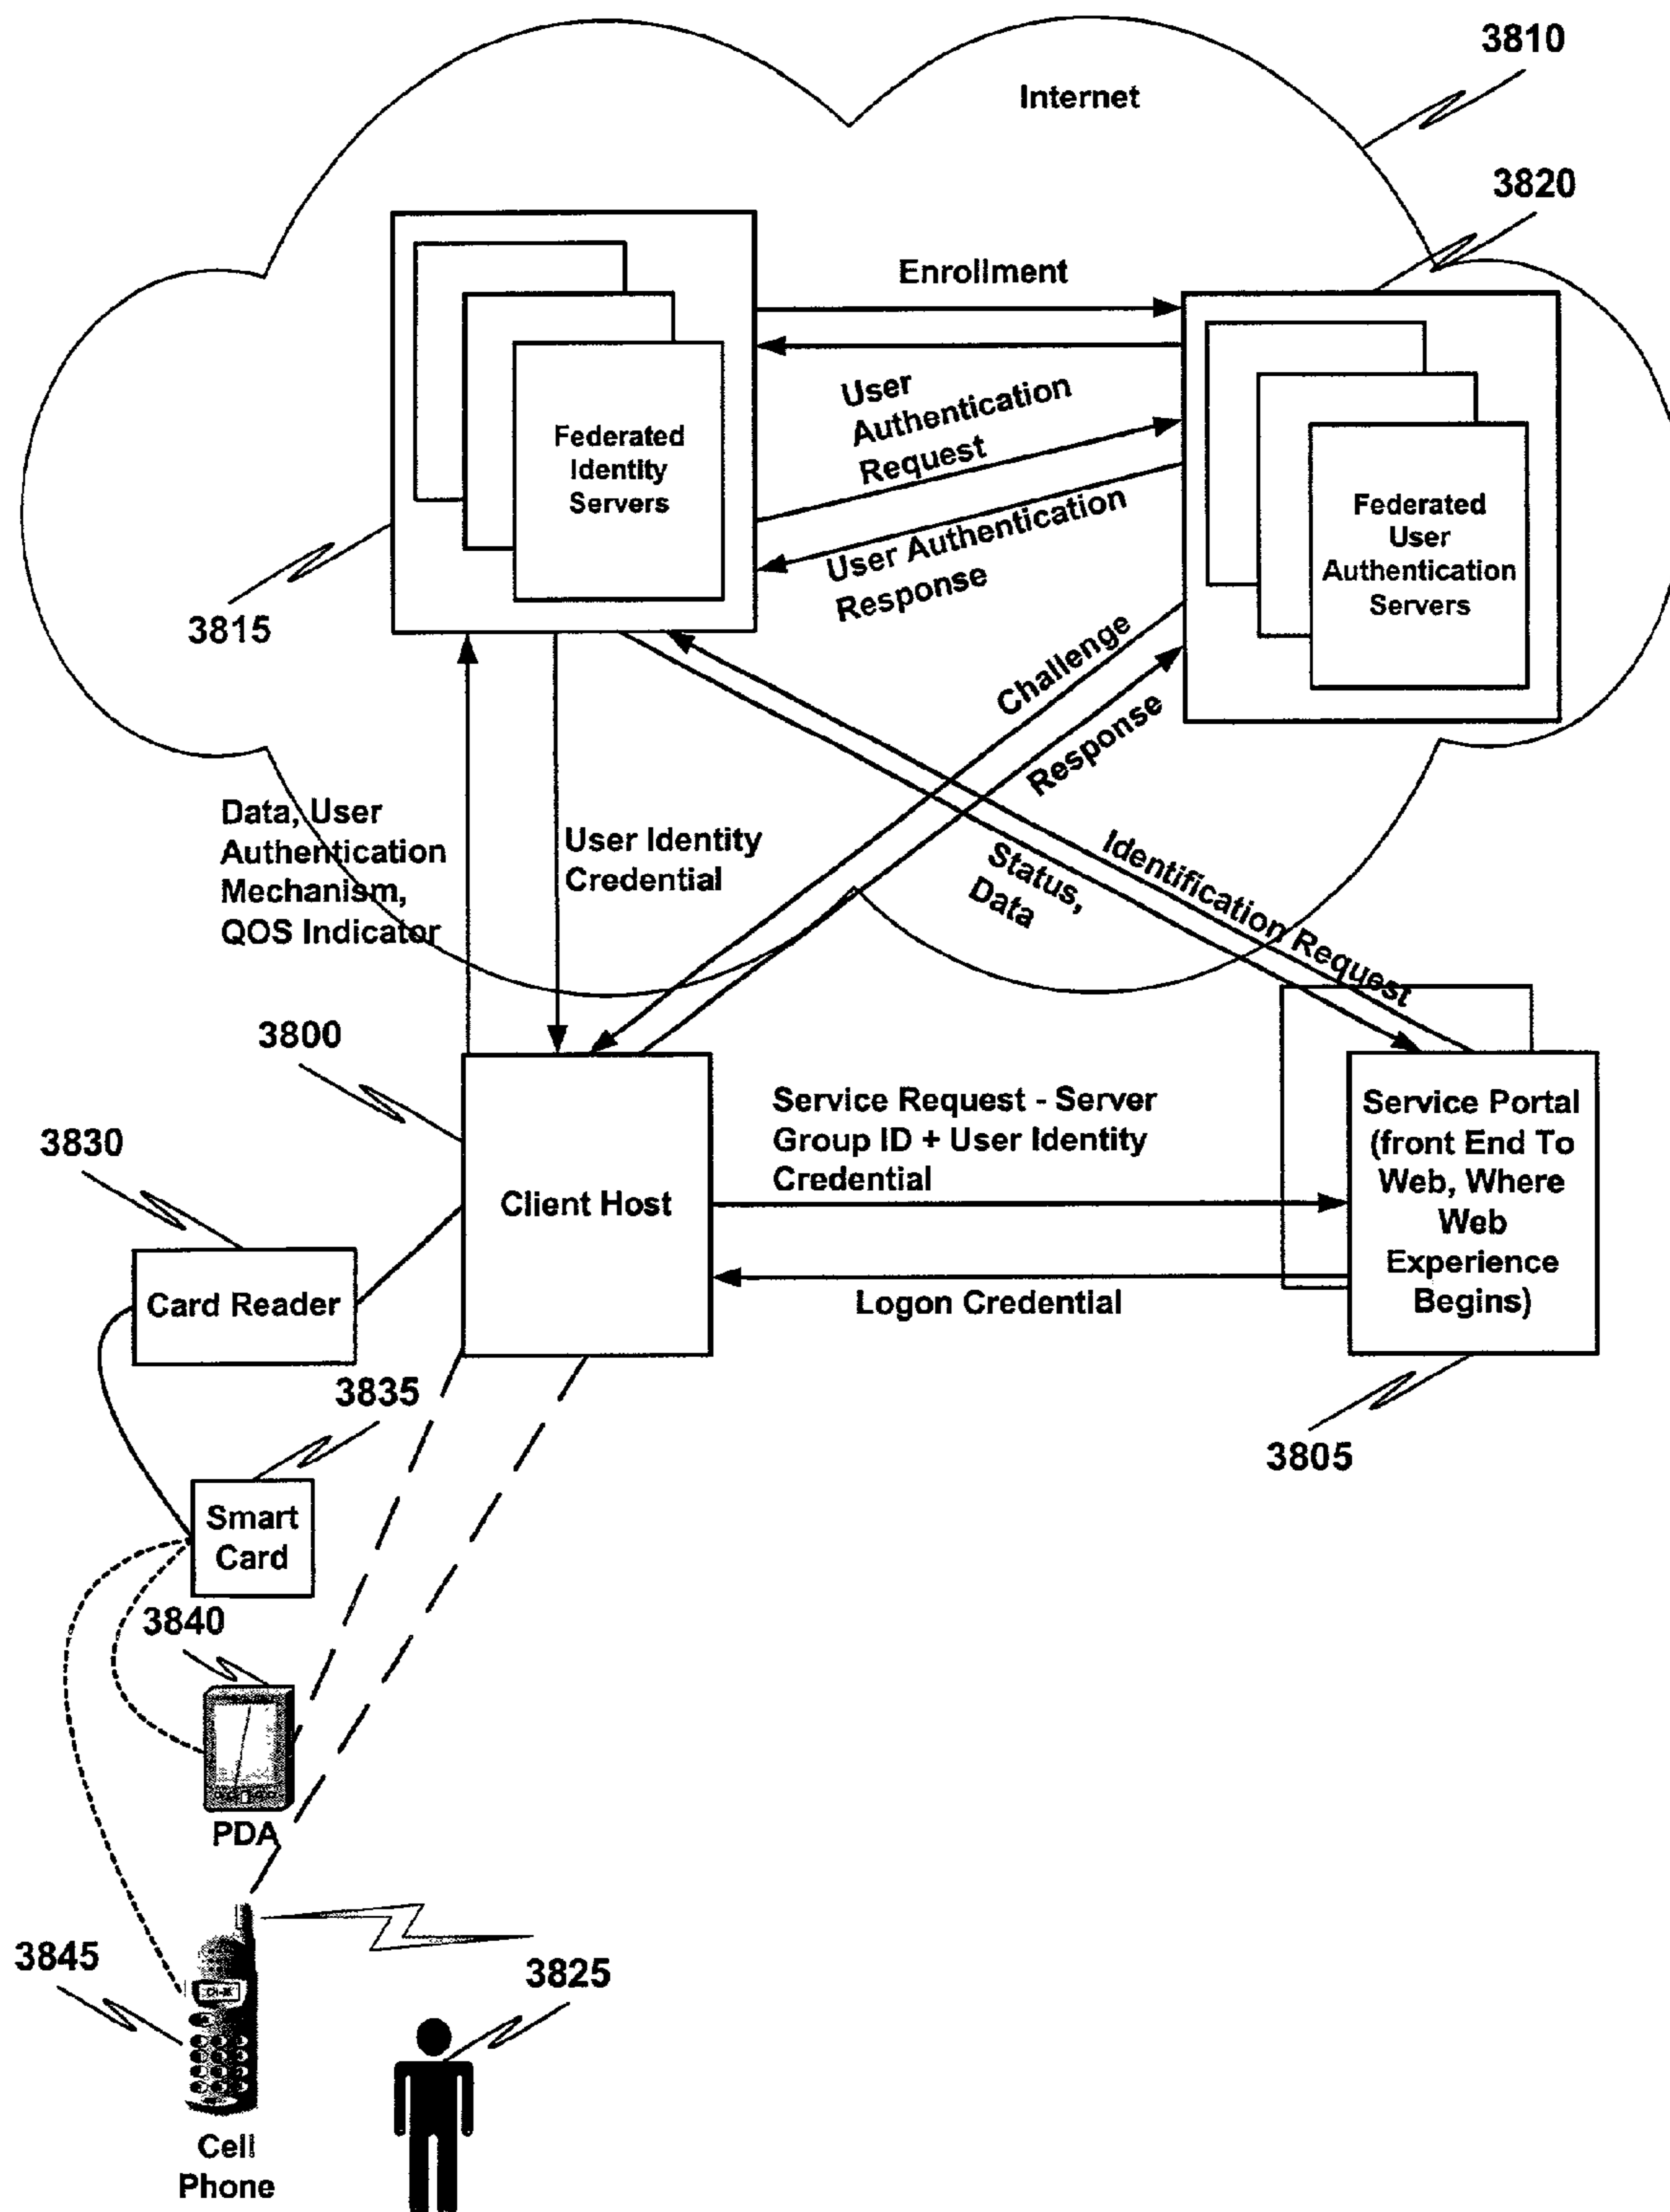 3810
Internet
3820
Enrollment
User
Authentication
Request
Federated
Identity
Servers
Federated
User
Authentication
Servers
User Authentication
Response
3815
Challenge
Response
Data, User
Authentication
Mechanism,
QOS Indicator
User Identity
Credential
Status,
Data
Identification Request
3800
3830
Service Request - Server
Group ID + User Identity
Credential
Service Portal
(front End To
Web, Where
Web
Experience
Begins)
Client Host
Card Reader
Logon Credential
3835
3805
Smart
Card
3840
PDA
3845
3825
Cell
Phone